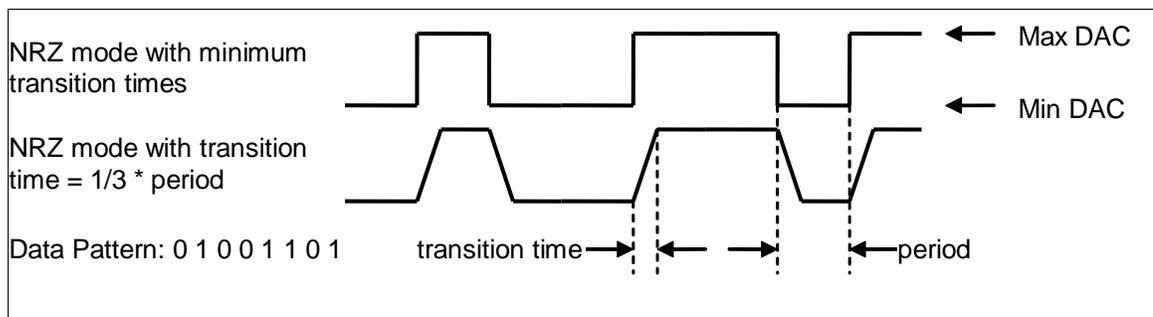 NRZ mode with minimum
transition times
Max DAC
Min DAC
NRZ mode with transition
time = 1/3 * period
Data Pattern: 0 1 0 0 1 1 0 1
transition time
period